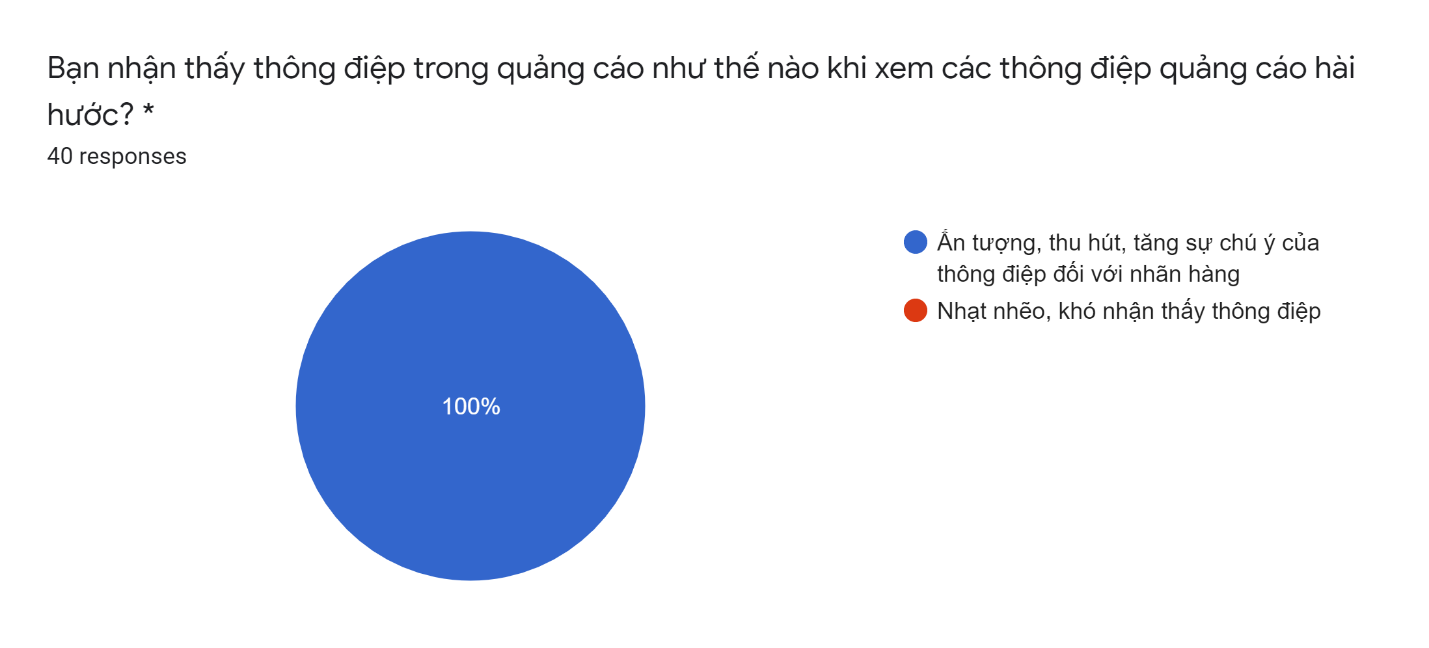 Bạn nhận thấy thông điệp trong quảng cáo như thế nào khi xem các thông điệp quảng cáo hài
hước? *
40 responses
Ấn tượng, thu hút, tăng sự chú ý của
thông điệp đối với nhãn hàng
Nhạt nhẽo, khó nhận thấy thông điệp
100%